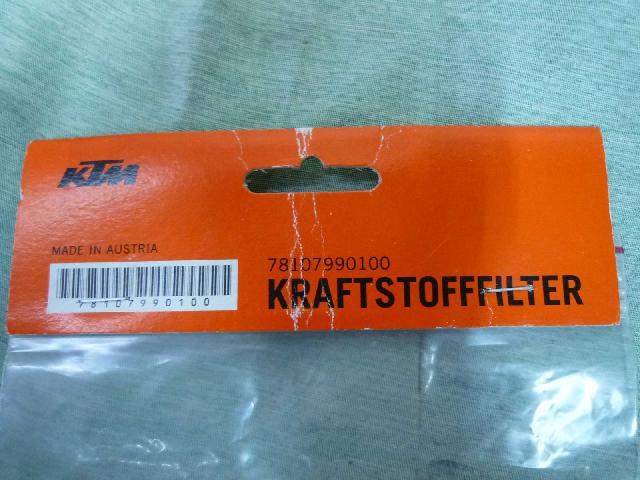 KTM
MADE IN AUSTRIA
78107990100
78107990100
KRAFTSTOFFFILTER